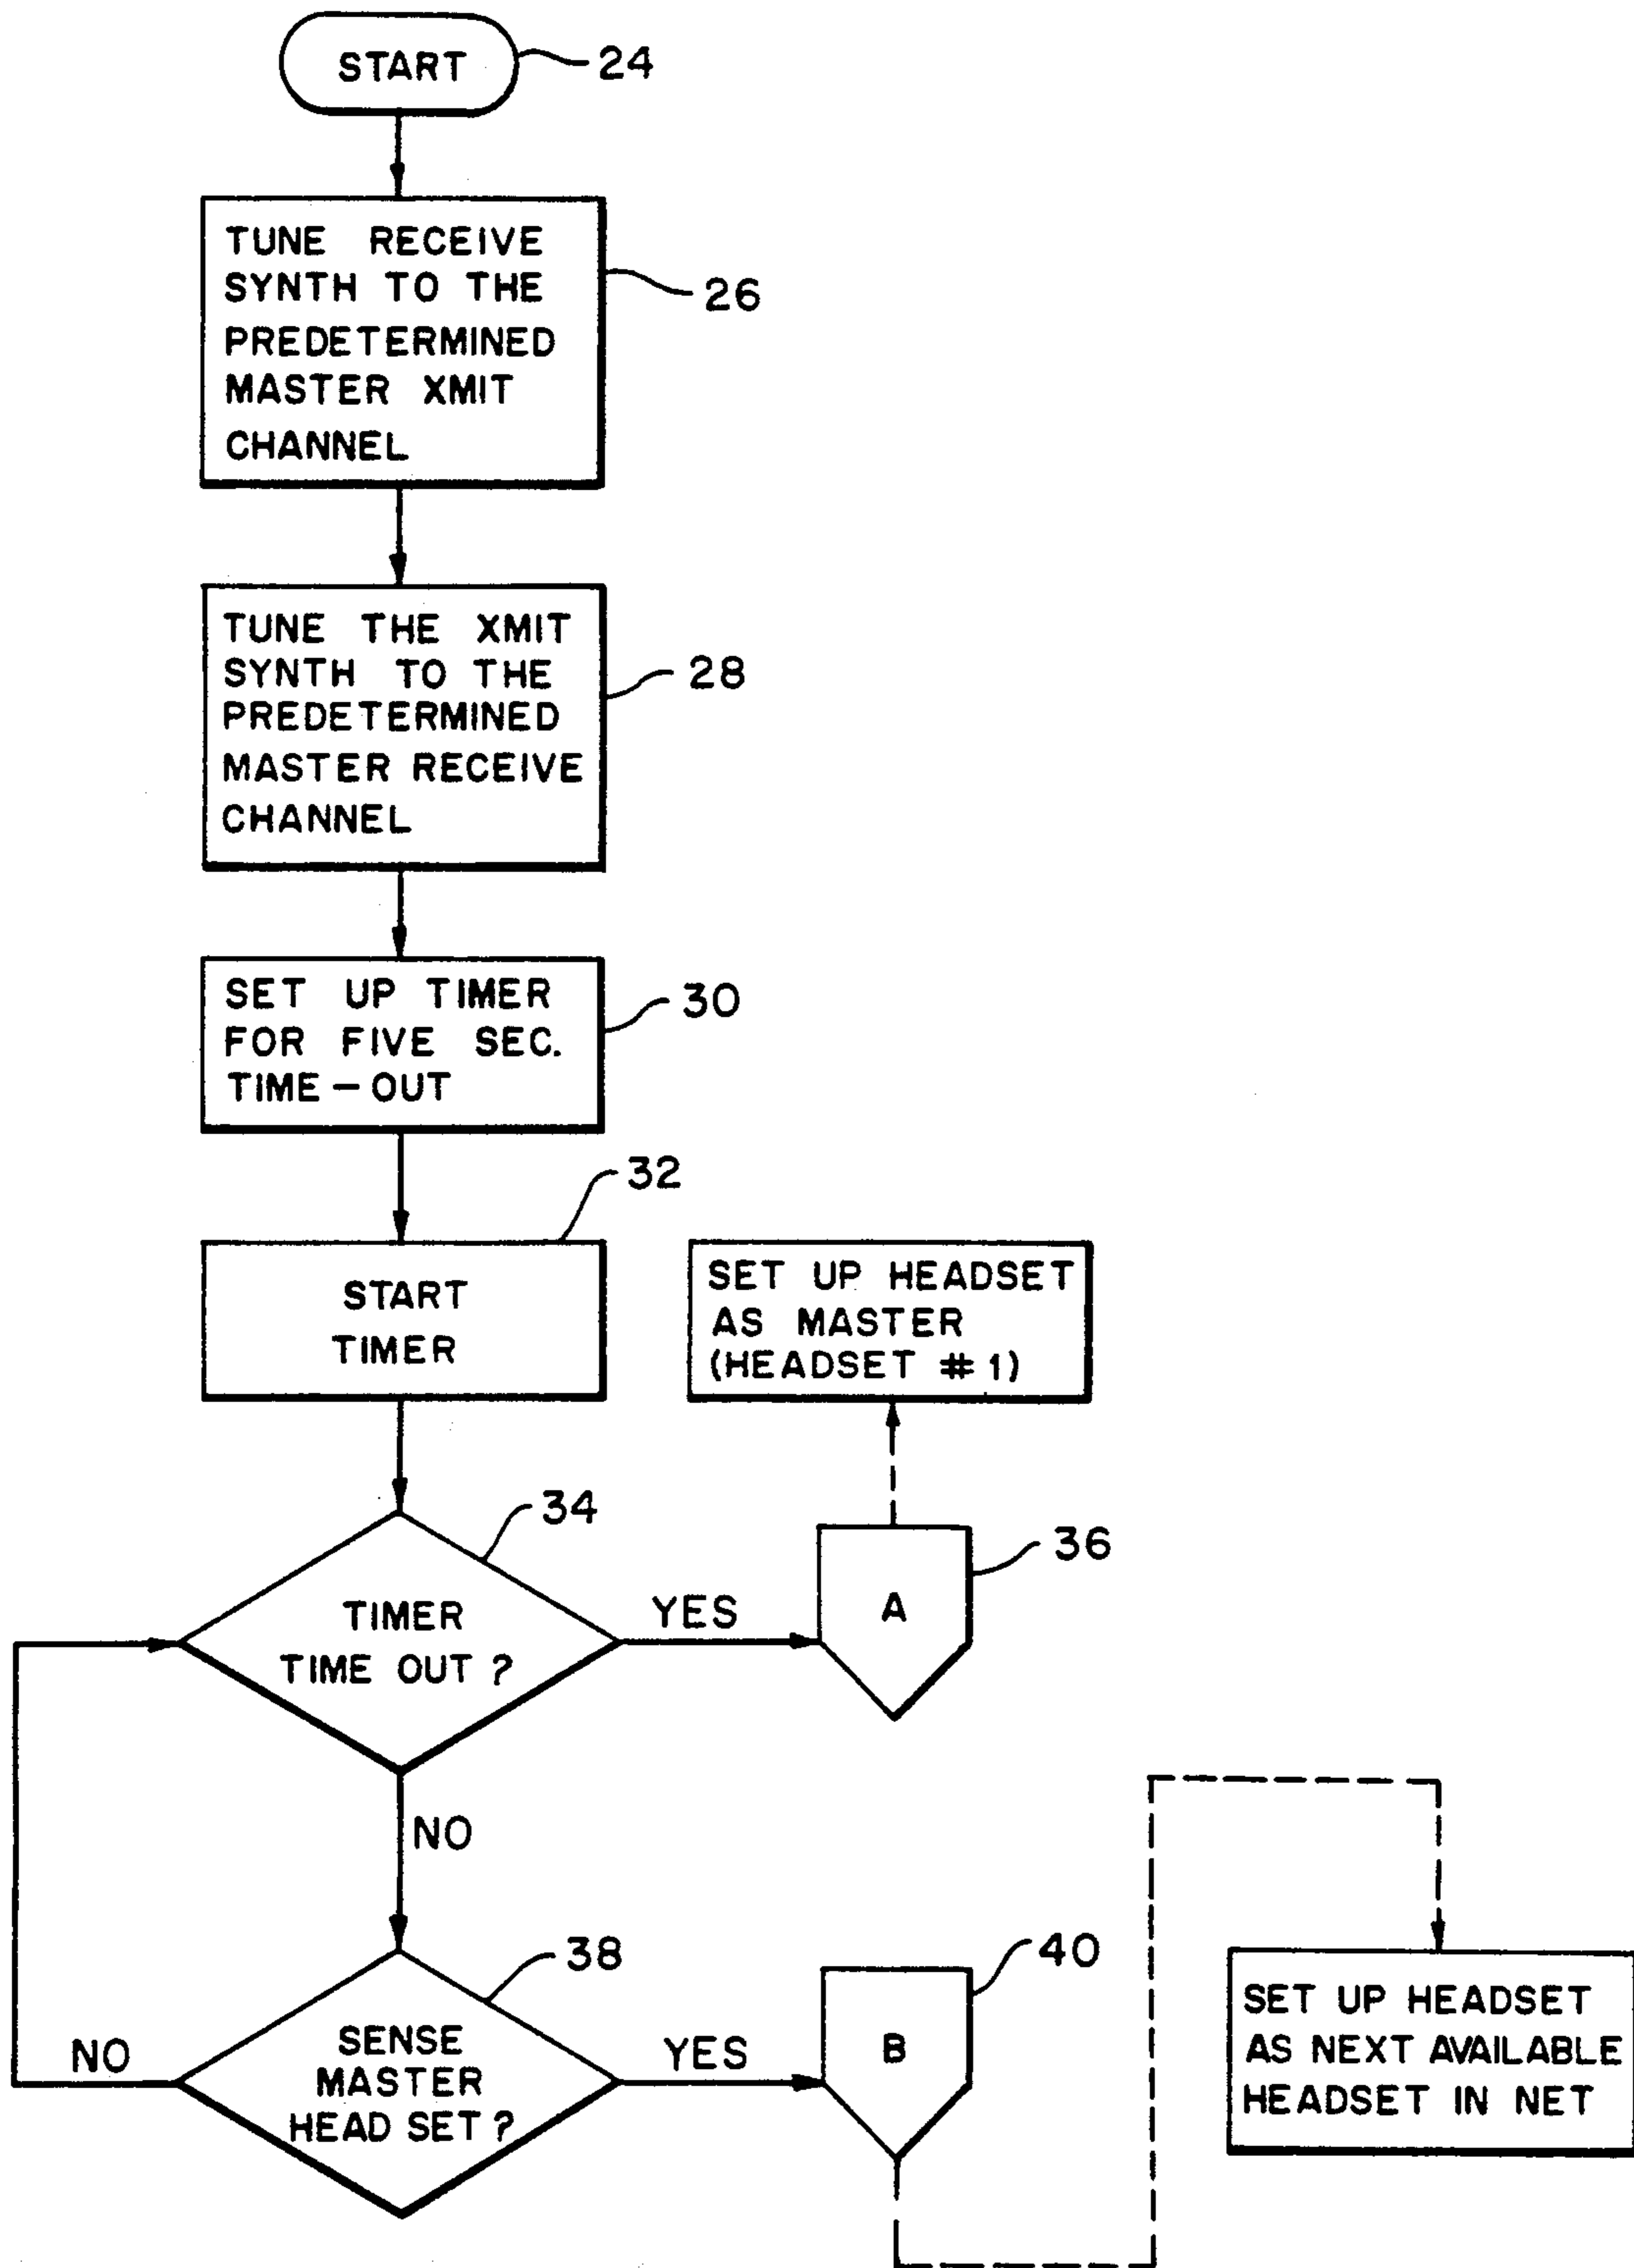 START
24
TUNE RECEIVE
SYNTH TO THE
PREDETERMINED
MASTER XMIT
CHANNEL
26
TUNE THE XMIT
SYNTH TO THE
PREDETERMINED
MASTER RECEIVE
CHANNEL
28
SET UP TIMER
FOR FIVE SEC.
TIME - OUT
30
32
START
TIMER
SET UP HEADSET
AS MASTER
(HEADSET # 1)
34
TIMER
TIME OUT ?
YES
A
36
NO
38
SENSE
MASTER
HEAD SET ?
NO
YES
B
40
SET UP HEADSET
AS NEXT AVAILABLE
HEADSET IN NET